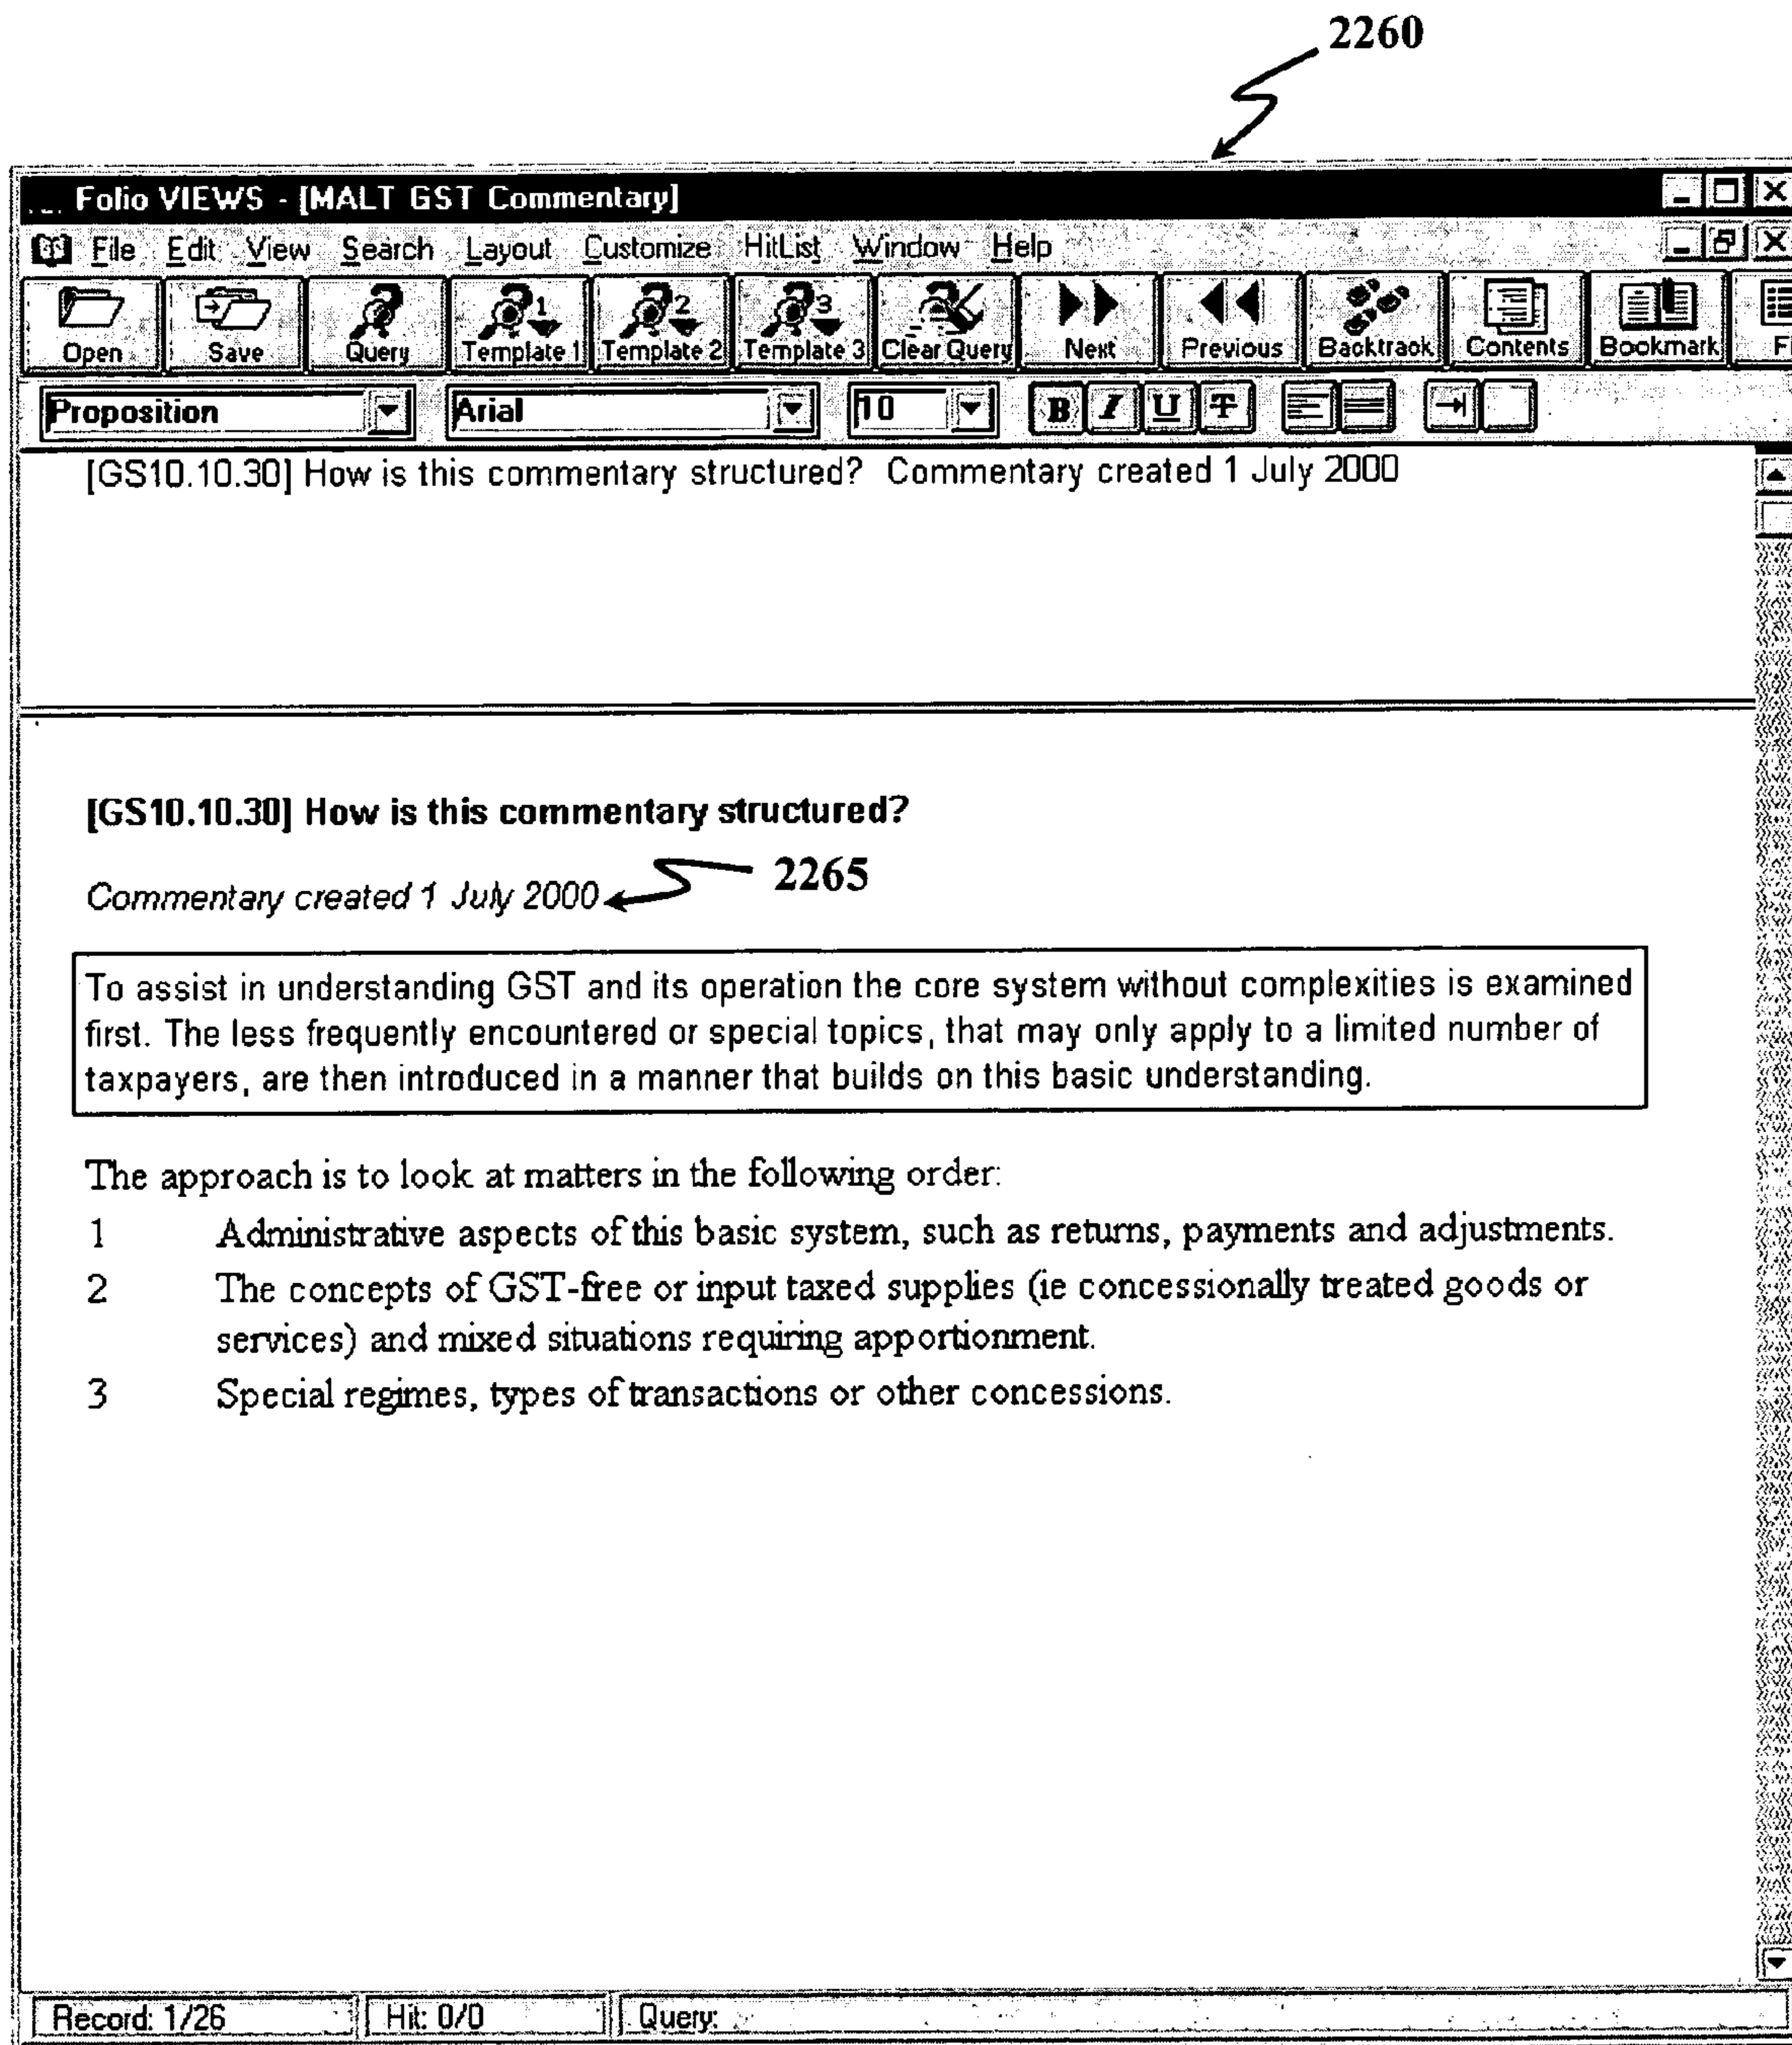 2260
Folio VIEWS - [MALT GST Commentary]
File Edit View Search Layout Customize HitList Window Help
1 2 3
Open Save Query Template 1 Template 2 Template 3 Clear Query Next Previous Backtrack Contents Bookmark
Proposition Arial 10 B I U T
[GS10.10.30] How is this commentary structured? Commentary created 1 July 2000
[GS10.10.30] How is this commentary structured?
Commentary created 1 July 2000 2265
To assist in understanding GST and its operation the core system without complexities is examined
first. The less frequently encountered or special topics, that may only apply to a limited number of
taxpayers, are then introduced in a manner that builds on this basic understanding.
The approach is to look at matters in the following order:
1 Administrative aspects of this basic system, such as returns, payments and adjustments.
2 The concepts of GST-free or input taxed supplies (ie concessionally treated goods or
services) and mixed situations requiring apportionment.
3 Special regimes, types of transactions or other concessions.
Record: 1/26 Hit: 0/0 Query: